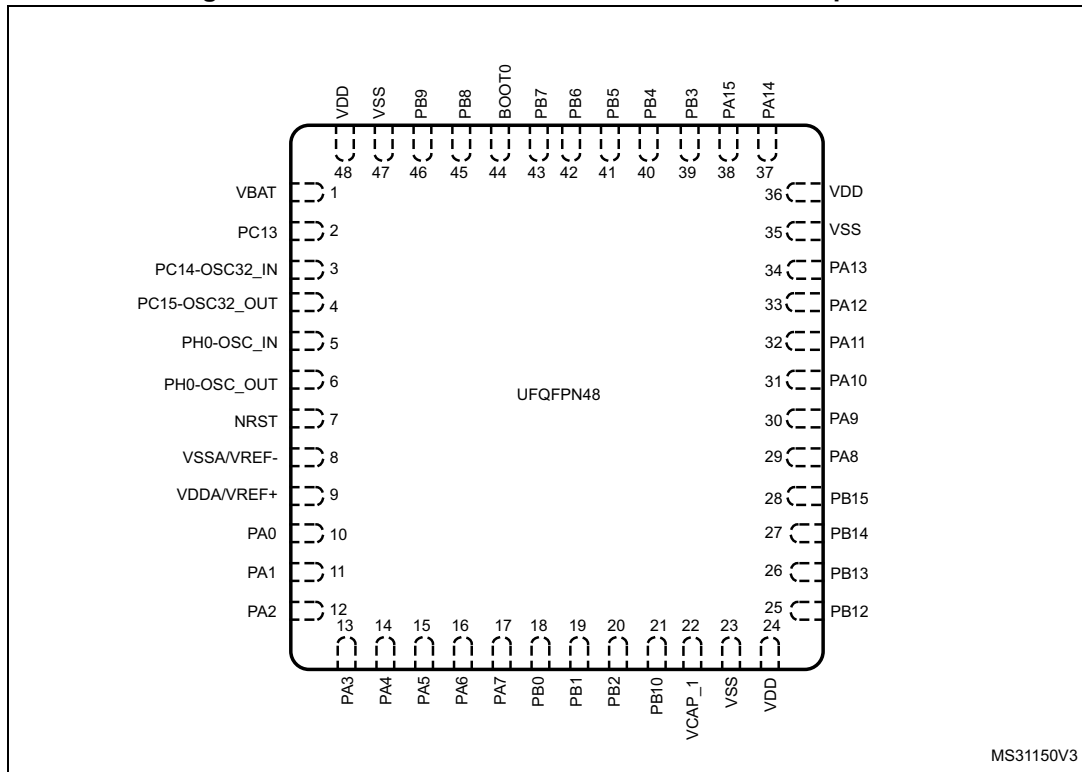 VDD VSS PB9 PB8 BOOT0 PB7 PB6 PB5 PB4 PB3 PA15 PA14
48 47 46 45 44 43 42 41 40 39 38 37
VBAT 1 36 VDD
PC13 2 35 VSS
PC14-OSC32_IN 3 34 PA13
PC15-OSC32_OUT 4 33 PA12
PH0-OSC_IN 5 32 PA11
PH0-OSC_OUT 6 31 PA10
UFQFPN48
NRST 7 30 PA9
VSSA/VREF- 8 29 PA8
VDDA/VREF+ 9 28 PB15
PA0 10 27 PB14
PA1 11 26 PB13
PA2 12 25 PB12
13 14 15 16 17 18 19 20 21 22 23 24
PA3 PA4 PA5 PA6 PA7 PB0 PB1 PB2 PB10 VCAP_1 VSS VDD
MS31150V3